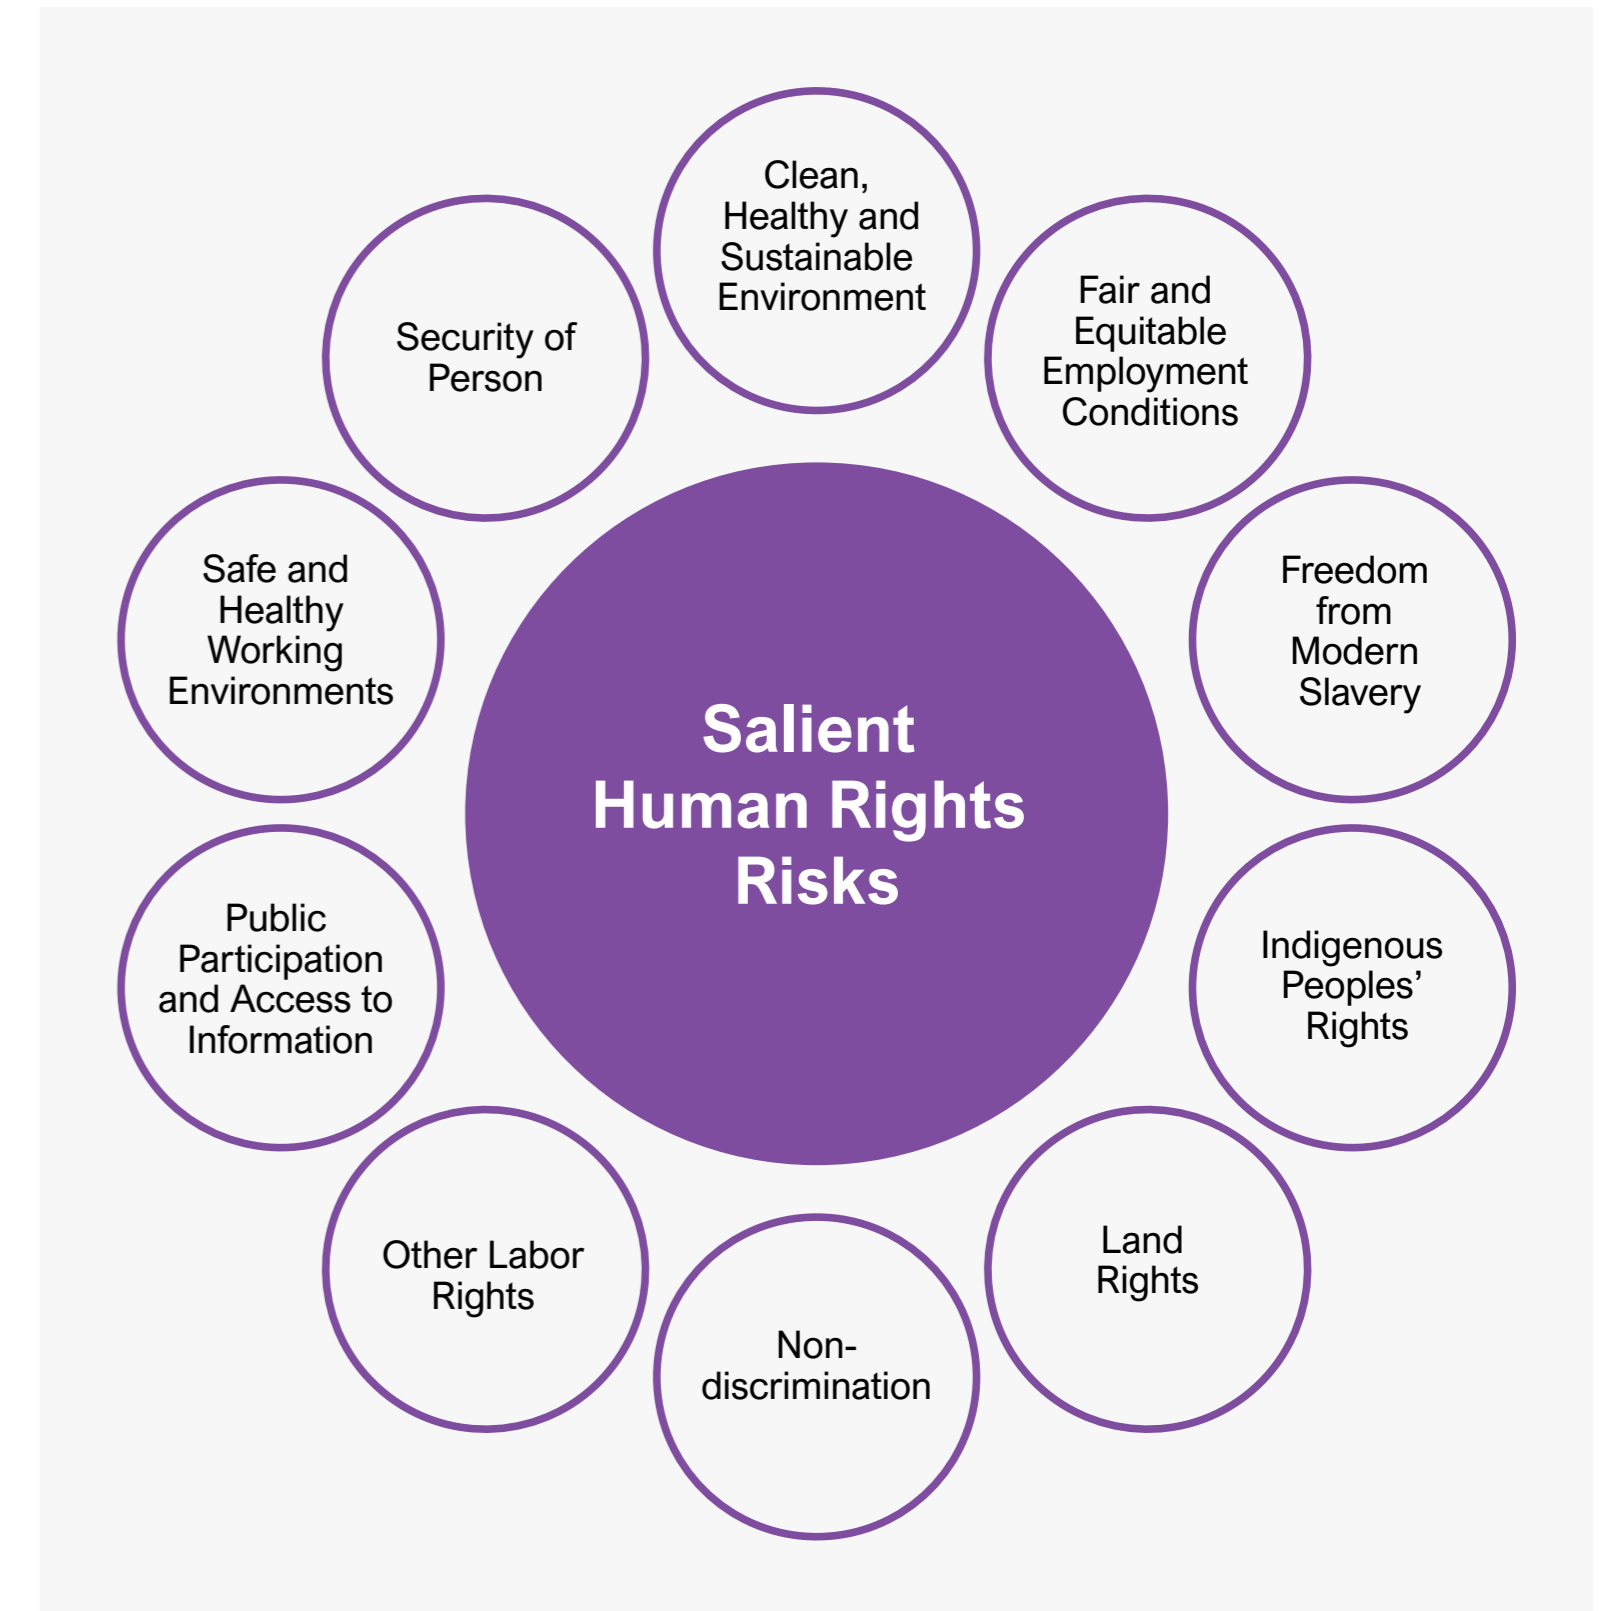 Clean,
Healthy and
Sustainable
Environment
Fair and
Equitable
Employment
Conditions
Freedom
from
Modern
Slavery
Indigenous
Peoples’
Rights
Land
Rights
Non-
discrimination
Other Labor
Rights
Public
Participation
and Access to
Information
Safe and
Healthy
Working
Environments
Security of
Person
Salient
Human Rights
Risks